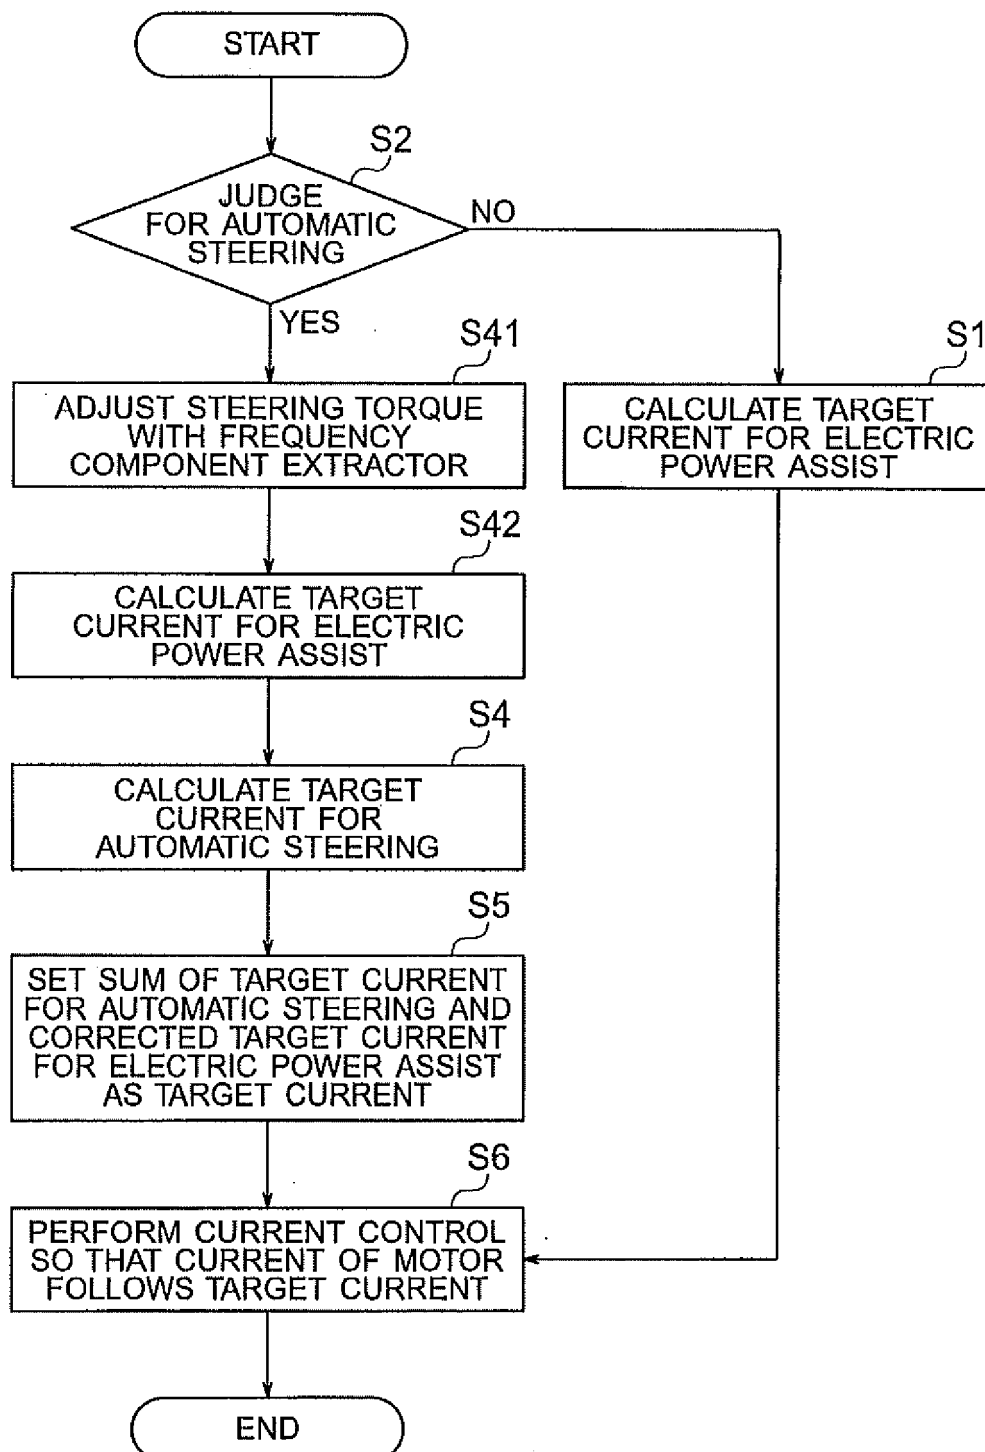 START
S2
JUDGE
FOR AUTOMATIC
STEERING
NO
YES
S41
ADJUST STEERING TORQUE
WITH FREQUENCY
COMPONENT EXTRACTOR
S1
CALCULATE TARGET
CURRENT FOR ELECTRIC
POWER ASSIST
S42
CALCULATE TARGET
CURRENT FOR ELECTRIC
POWER ASSIST
S4
CALCULATE TARGET
CURRENT FOR
AUTOMATIC STEERING
S5
SET SUM OF TARGET CURRENT
FOR AUTOMATIC STEERING AND
CORRECTED TARGET CURRENT
FOR ELECTRIC POWER ASSIST
AS TARGET CURRENT
S6
PERFORM CURRENT CONTROL
SO THAT CURRENT OF MOTOR
FOLLOWS TARGET CURRENT
END